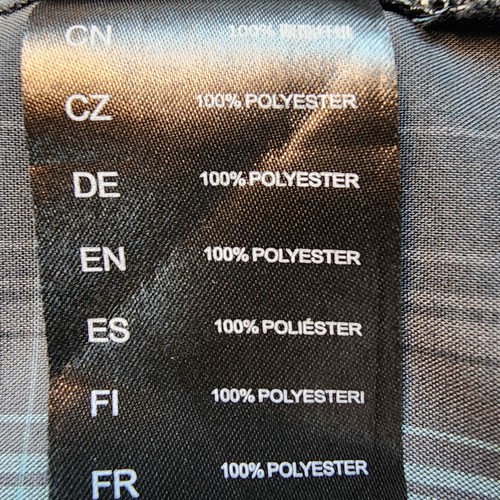 CN 100%
CZ 100% POLYESTER
DE 100% POLYESTER
EN 100% POLYESTER
ES 100% POLIÉSTER
FI 100% POLYESTERI
FR 100% POLYESTER